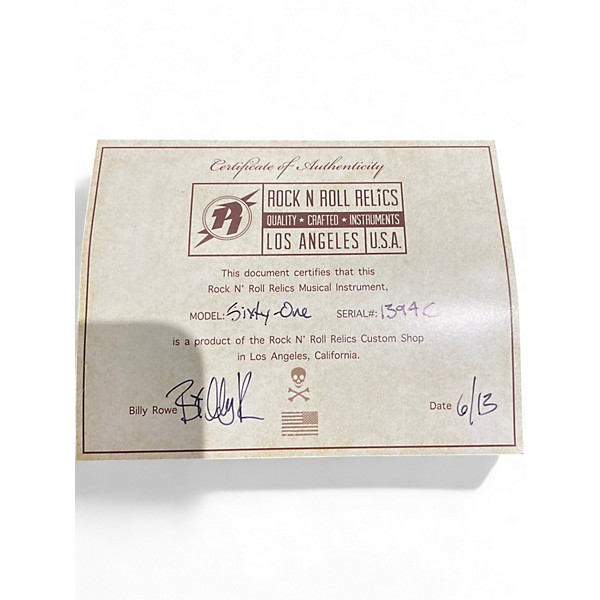 Certificate of Authenticity
R
ROCK N ROLL RELiCS
QUALITY ★ CRAFTED ★ INSTRUMENTS
LOS ANGELES U.S.A.
This document certifies that this
Rock N' Roll Relics Musical Instrument,
MODEL: Sixty-One SERIAL#: 1394C
is a product of the Rock N' Roll Relics Custom Shop
in Los Angeles, California.
Billy Rowe Billy R
Date 6/13